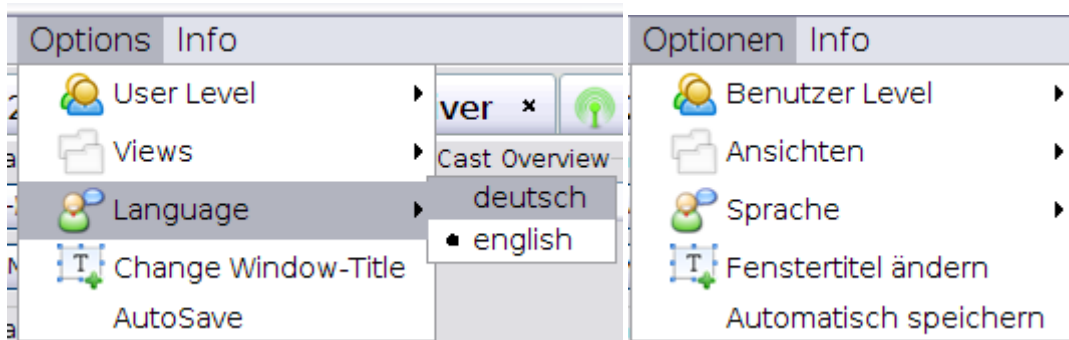 Options Info
User Level
ver ×
Views
Cast Overview
Language
deutsch
english
Change Window-Title
AutoSave
Optionen Info
Benutzer Level
Ansichten
Sprache
Fenstertitel ändern
Automatisch speichern